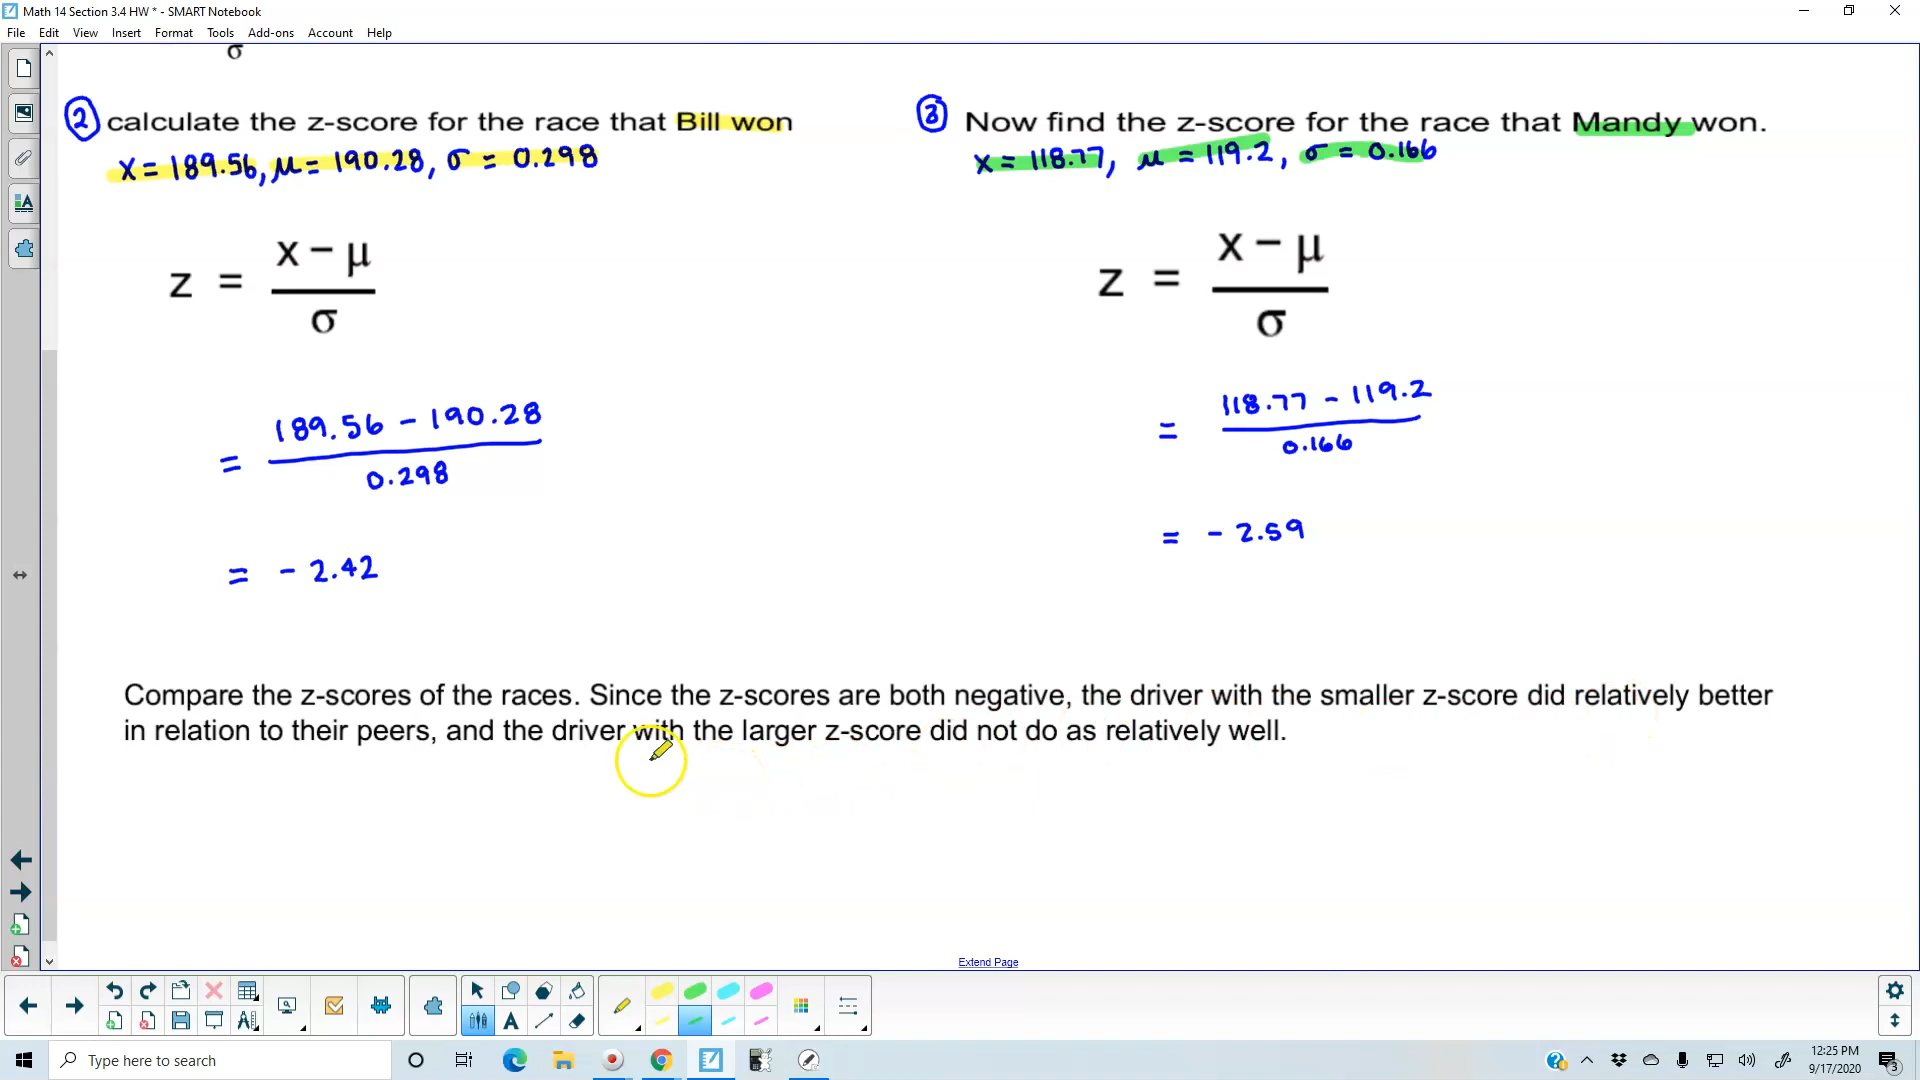 Math 14 Section 3.4 HW * - SMART Notebook
File Edit View Insert Format Tools Add-ons Account Help
σ
2 calculate the z-score for the race that Bill won
x = 189.56, μ = 190.28, σ = 0.298
z = x − μ / σ
= 189.56 - 190.28 / 0.298
= - 2.42
3 Now find the z-score for the race that Mandy won.
x = 118.77, μ = 119.2, σ = 0.166
z = x − μ / σ
= 118.77 - 119.2 / 0.166
= - 2.59
Compare the z-scores of the races. Since the z-scores are both negative, the driver with the smaller z-score did relatively better
in relation to their peers, and the driver with the larger z-score did not do as relatively well.
Extend Page
Type here to search
12:25 PM
9/17/2020
3